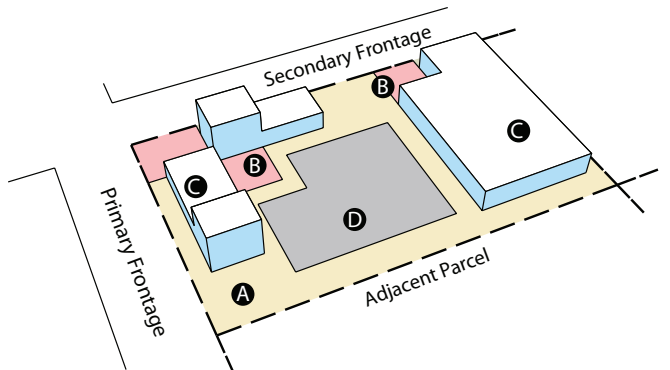 Secondary Frontage
B
C
B
C
D
Primary Frontage
Adjacent Parcel
A